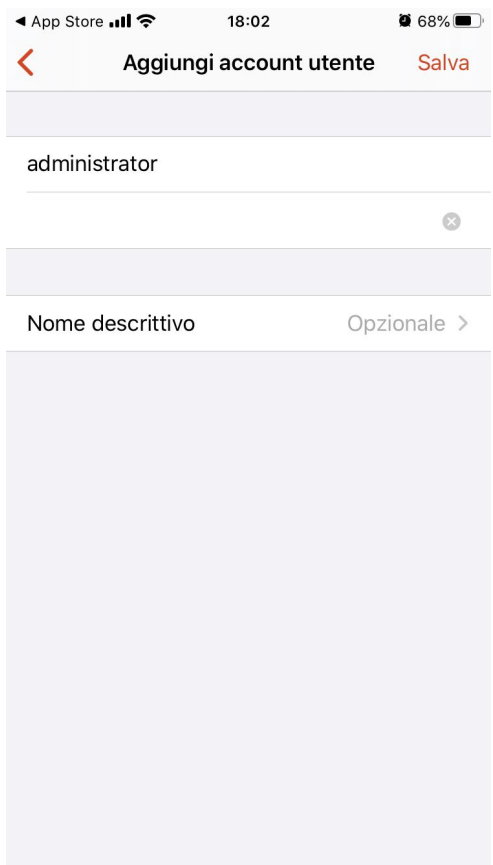 App Store 18:02 68%
Aggiungi account utente Salva
administrator
Nome descrittivo Opzionale